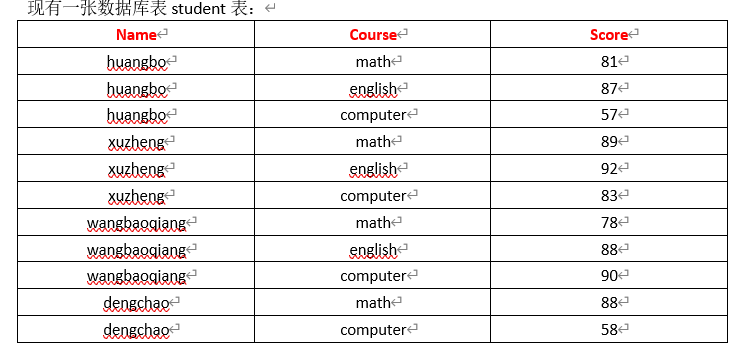 现有一张数据库表 student 表：
Name Course Score
huangbo math 81
huangbo english 87
huangbo computer 57
xuzheng math 89
xuzheng english 92
xuzheng computer 83
wangbaoqiang math 78
wangbaoqiang english 88
wangbaoqiang computer 90
dengchao math 88
dengchao computer 58